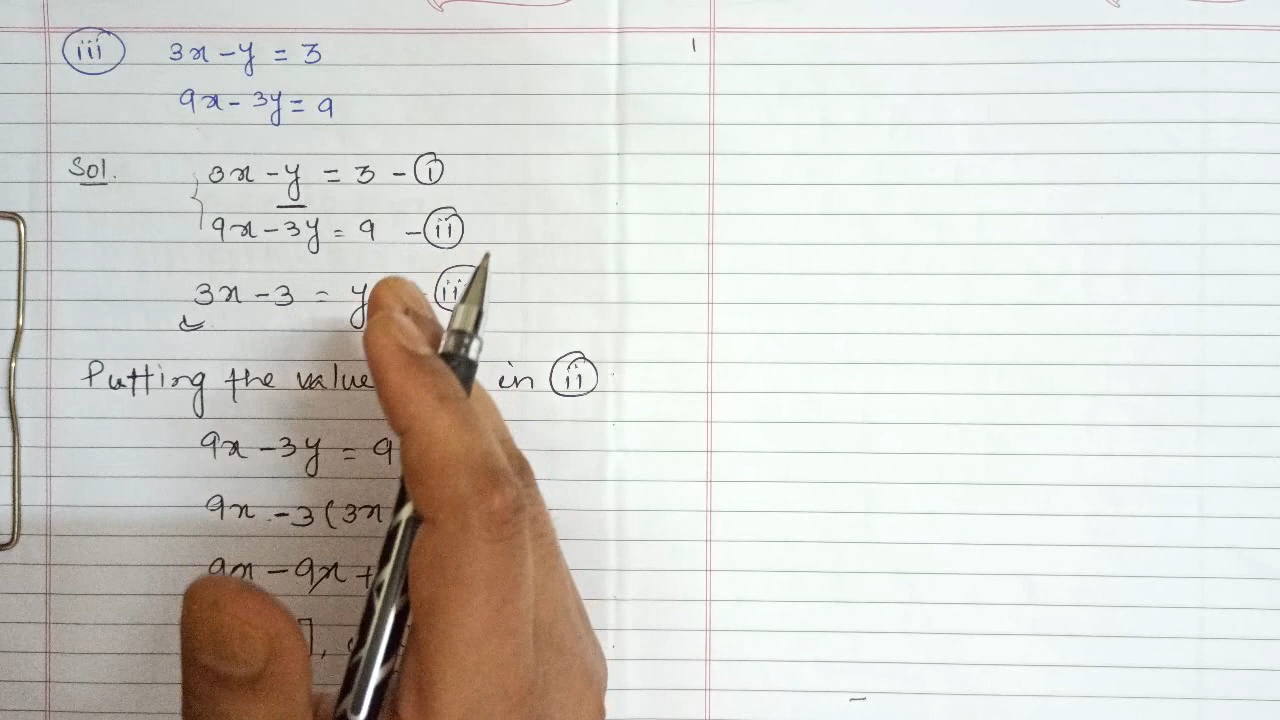 iii 3x - y = 3
9x - 3y = 9
Sol. 3x - y = 3 - i
9x - 3y = 9 - ii
3x - 3 = y
Putting the value in ii
9x - 3y = 9
9x - 3(3x
9x - 9x +